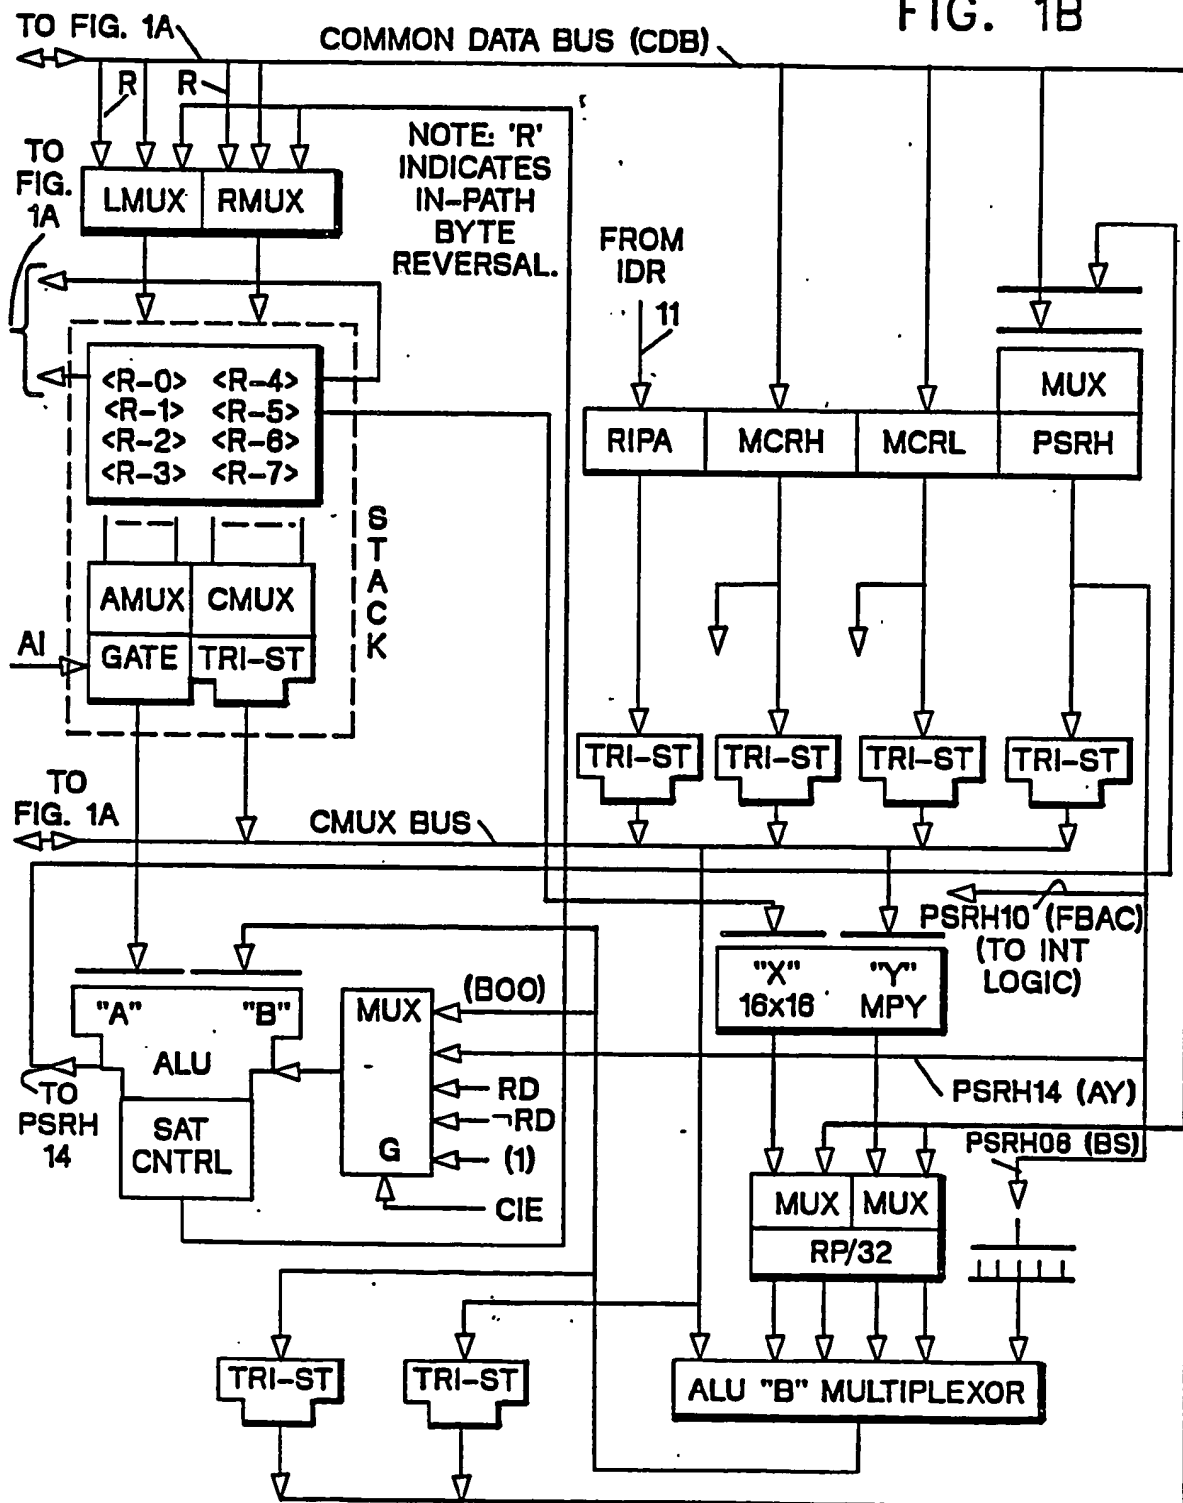 FIG. 1B
TO FIG. 1A
COMMON DATA BUS (CDB)
R
R
NOTE: 'R'
INDICATES
IN-PATH
BYTE
REVERSAL.
TO
FIG.
1A
LMUX
RMUX
FROM
IDR
11
<R-0> <R-4>
<R-1> <R-5>
<R-2> <R-6>
<R-3> <R-7>
MUX
RIPA
MCRH
MCRL
PSRH
STACK
AMUX
CMUX
AI
GATE
TRI-ST
TRI-ST
TRI-ST
TRI-ST
TRI-ST
TO
FIG. 1A
CMUX BUS
PSRH10 (FBAC)
(TO INT
LOGIC)
"A"
"B"
ALU
MUX
(B00)
"X"
"Y"
16x16
MPY
TO
PSRH
14
SAT
CNTRL
RD
¬RD
G
(1)
CIE
PSRH14 (AY)
PSRH06 (BS)
MUX
MUX
RP/32
TRI-ST
TRI-ST
ALU "B" MULTIPLEXOR